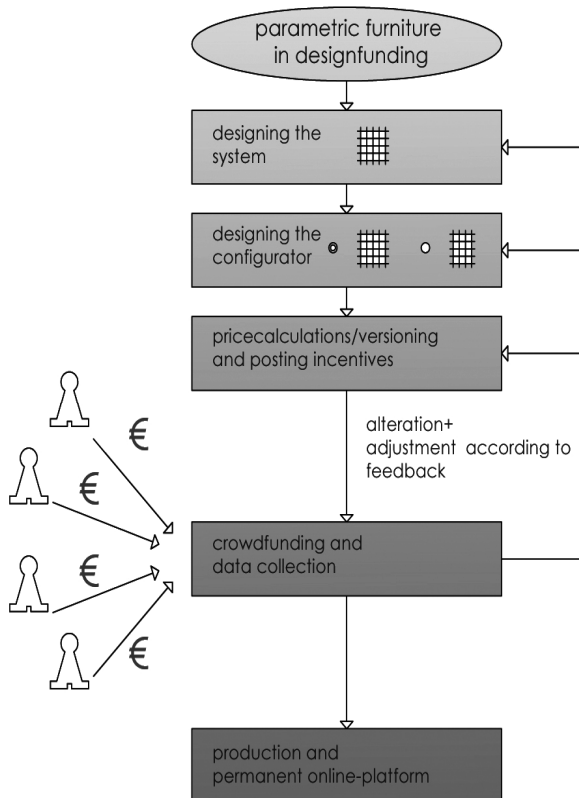 parametric furniture
in designfunding
designing the
system
designing the
configurator
pricecalculations/versioning
and posting incentives
alteration+
adjustment according to
feedback
€
€
€
€
crowdfunding and
data collection
production and
permanent online-platform